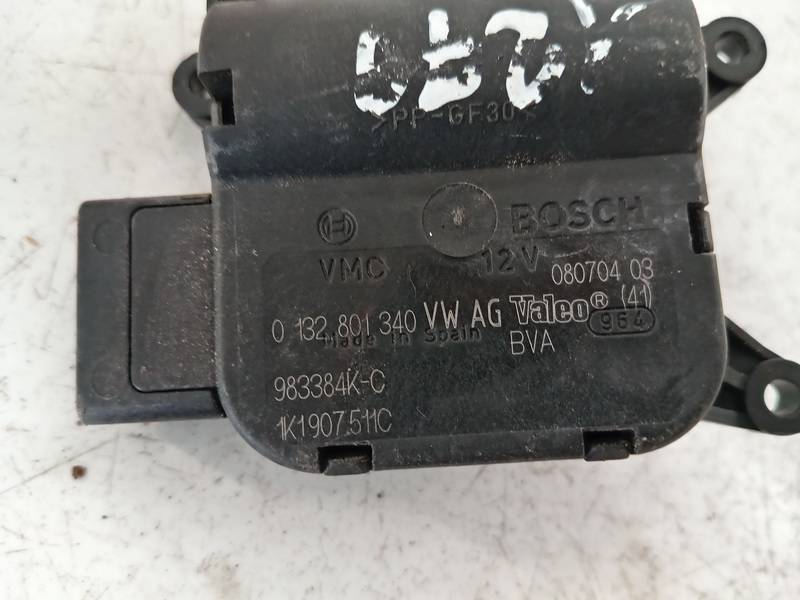 >PP-GF30<
BOSCH
VMC 12V
080704 03
0 132 801 340 VW AG Valeo® (41)
Made in Spain 964
BVA
983384K-C
1K1907511C